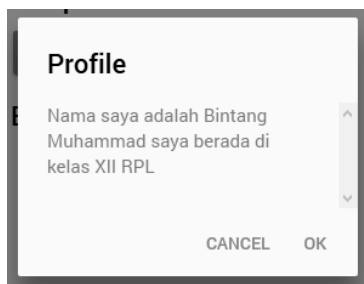 Profile
Nama saya adalah Bintang
Muhammad saya berada di
kelas XII RPL
CANCEL OK